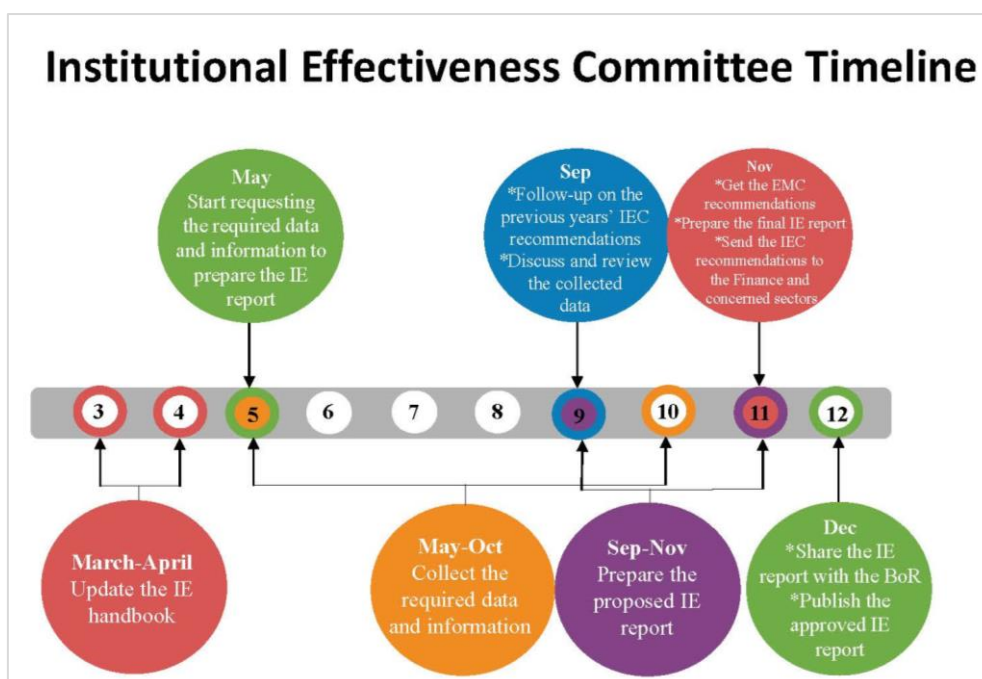 Institutional Effectiveness Committee Timeline
May
Start requesting
the required data
and information to
prepare the IE
report
Sep
*Follow-up on the
previous years’ IEC
recommendations
*Discuss and review
the collected
data
Nov
*Get the EMC
recommendations
*Prepare the final IE report
*Send the IEC
recommendations to
the Finance and
concerned sectors
3 4 5 6 7 8 9 10 11 12
March-April
Update the IE
handbook
May-Oct
Collect the
required data
and information
Sep-Nov
Prepare the
proposed IE
report
Dec
*Share the IE
report with the BoR
*Publish the
approved IE
report